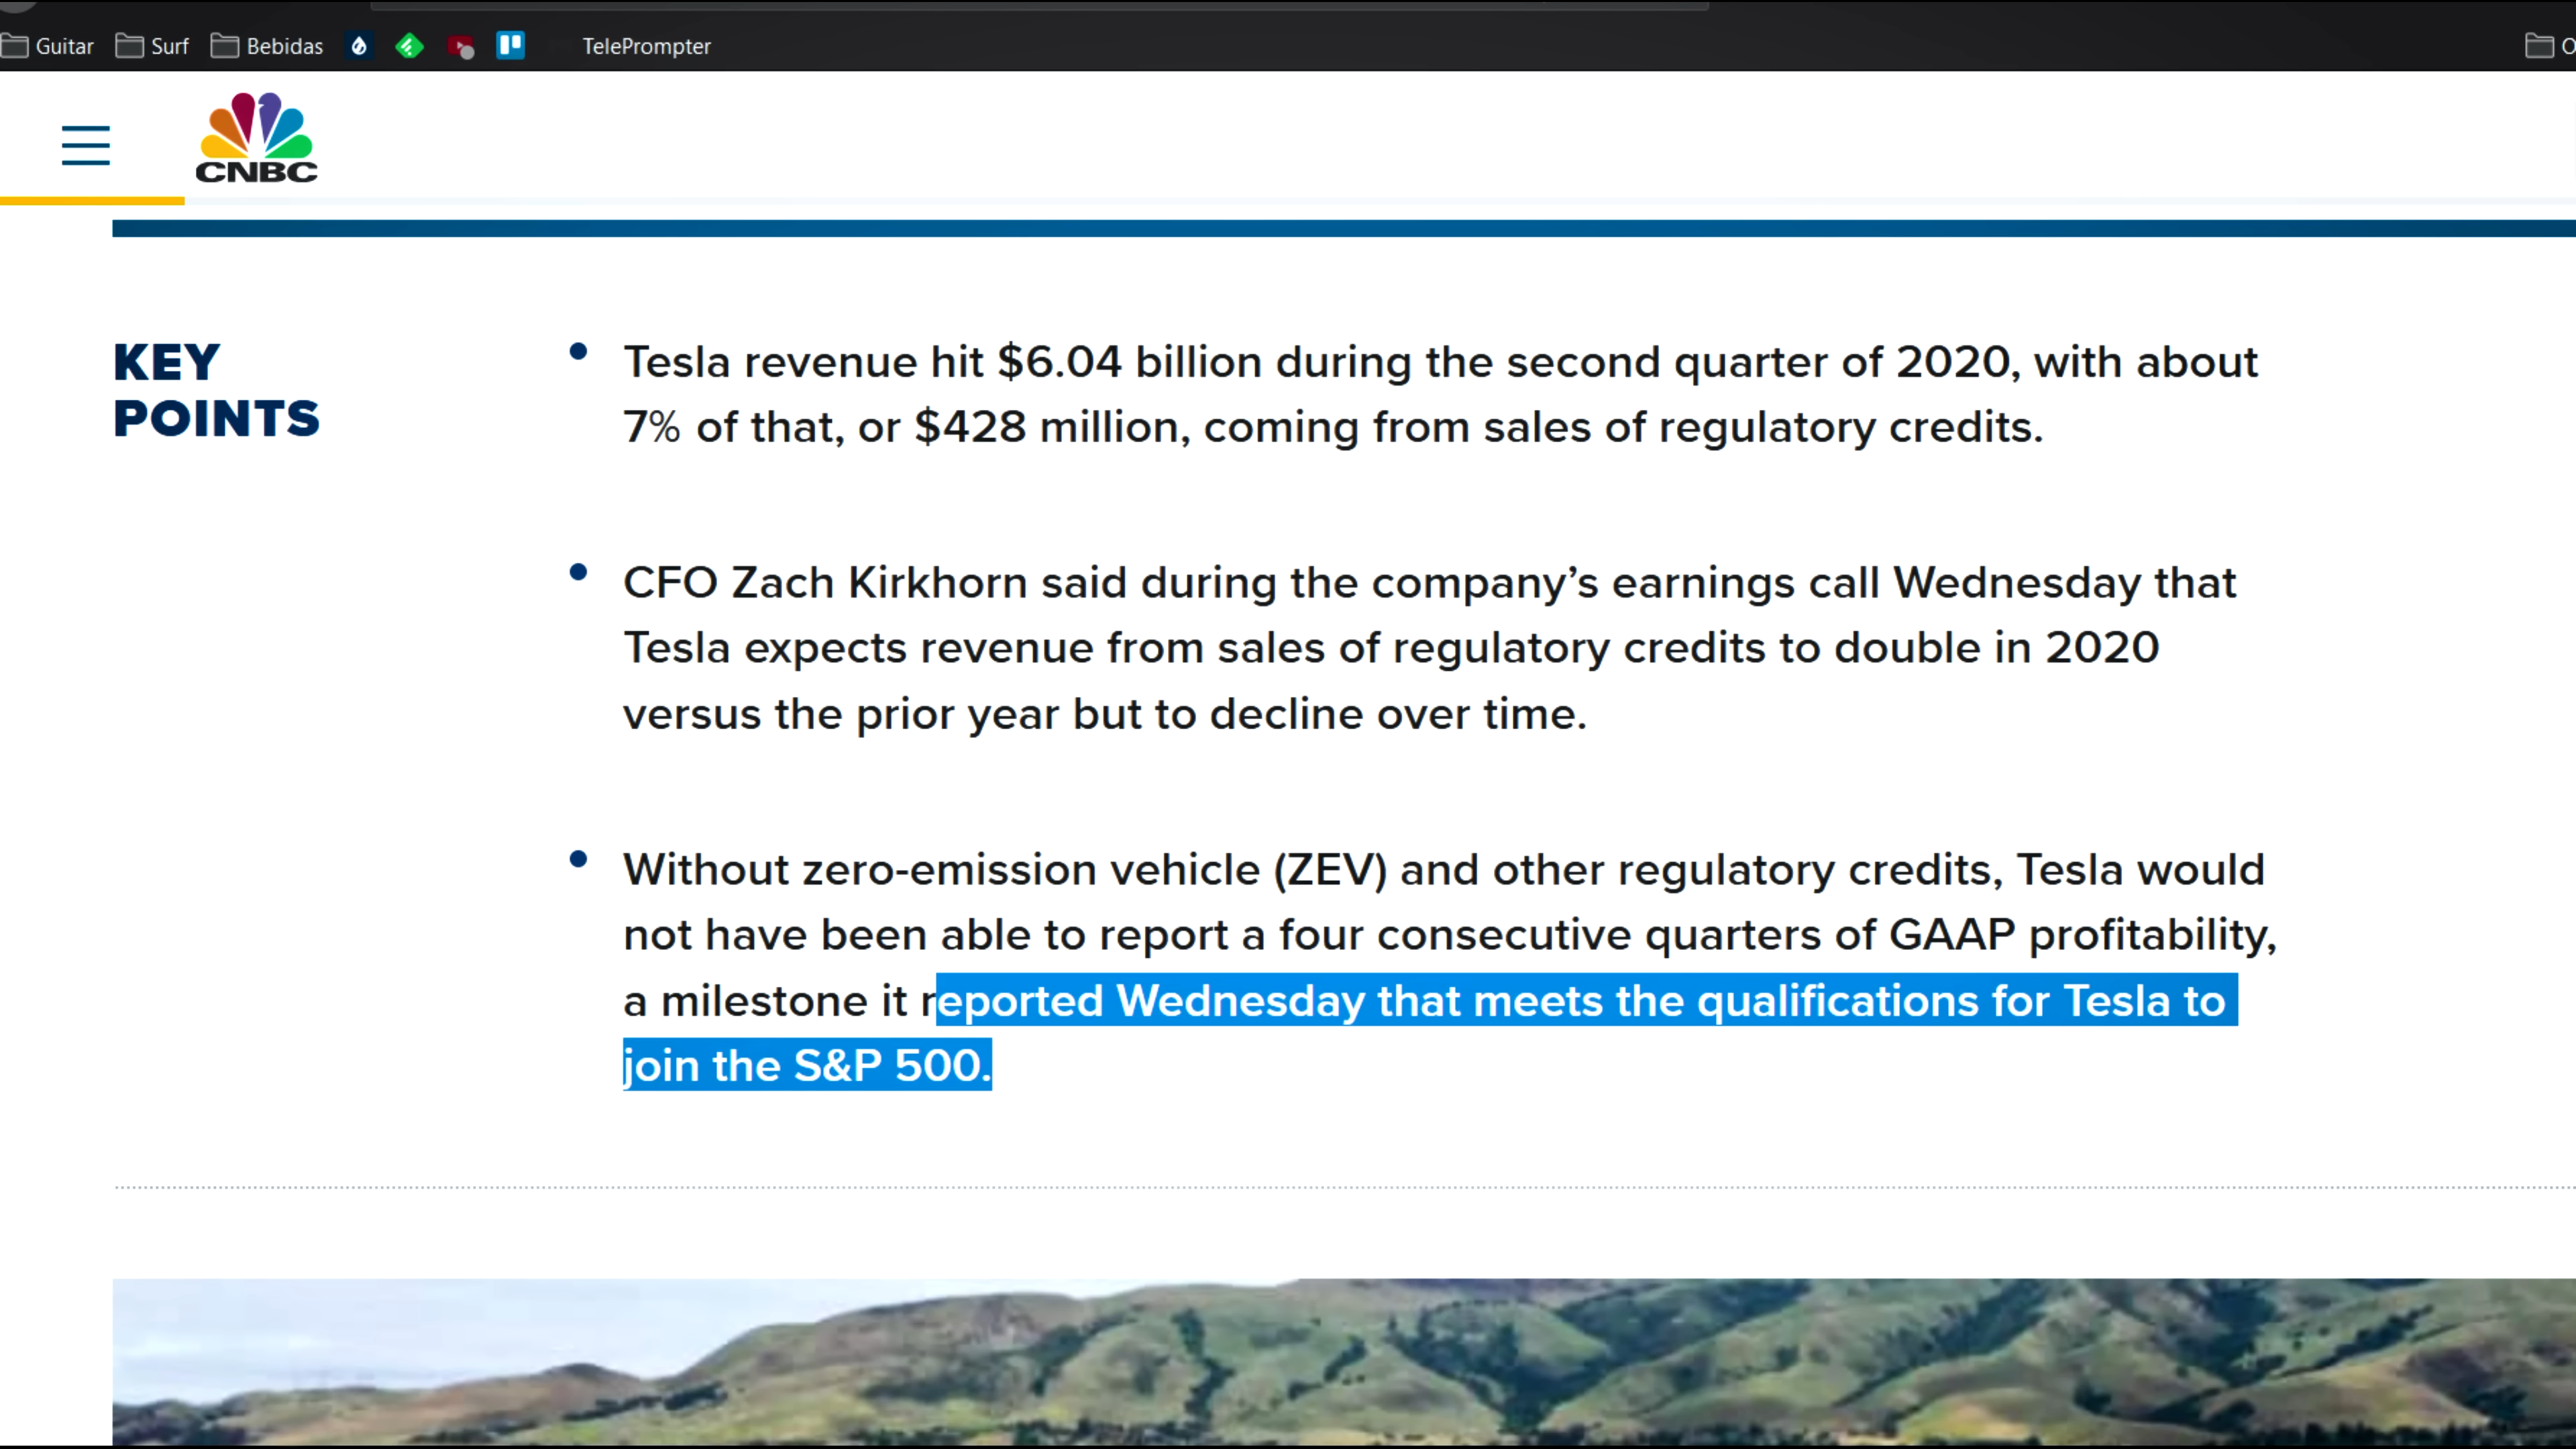 Guitar Surf Bebidas TelePrompter
CNBC
KEY
POINTS
Tesla revenue hit $6.04 billion during the second quarter of 2020, with about
7% of that, or $428 million, coming from sales of regulatory credits.
CFO Zach Kirkhorn said during the company’s earnings call Wednesday that
Tesla expects revenue from sales of regulatory credits to double in 2020
versus the prior year but to decline over time.
Without zero-emission vehicle (ZEV) and other regulatory credits, Tesla would
not have been able to report a four consecutive quarters of GAAP profitability,
a milestone it reported Wednesday that meets the qualifications for Tesla to
join the S&P 500.